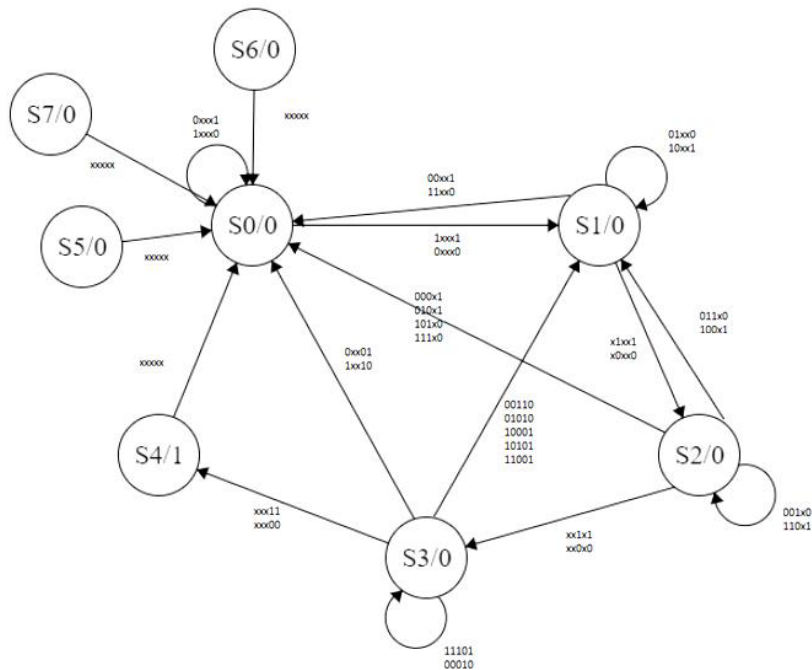 S6/0
S7/0
xxxxx
0xxx1
1xxx0
xxxxx
01xx0
10xx1
00xx1
11xx0
S0/0
S1/0
S5/0
xxxxx
1xxx1
0xxx0
000x1
010x1
101x0
111x0
011x0
100x1
x1xx1
x0xx0
xxxxx
0xx01
1xx10
00110
01010
10001
10101
11001
S4/1
S2/0
xxx11
xxx00
S3/0
xx1x1
xx0x0
001x0
110x1
11101
00010